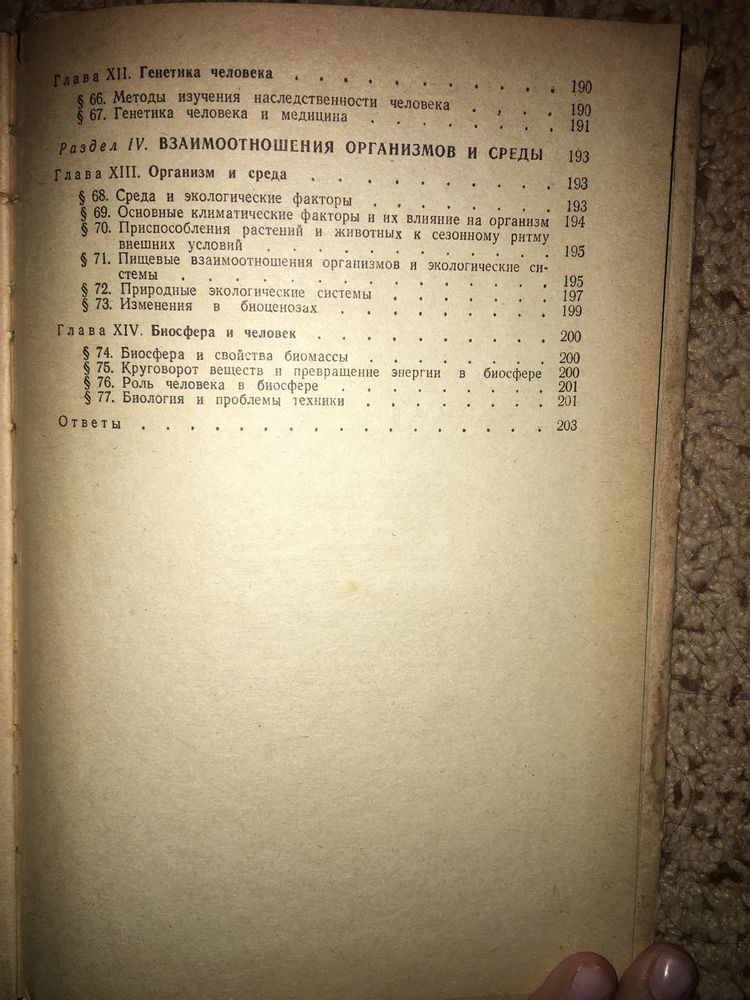 Глава XII. Генетика человека . . . . . . . . . . . 190
§ 66. Методы изучения наследственности человека . . . . 190
§ 67. Генетика человека и медицина . . . . . . . 191
Раздел IV. ВЗАИМООТНОШЕНИЯ ОРГАНИЗМОВ И СРЕДЫ 193
Глава XIII. Организм и среда . . . . . . . . . . 193
§ 68. Среда и экологические факторы . . . . . . . 193
§ 69. Основные климатические факторы и их влияние на организм 194
§ 70. Приспособления растений и животных к сезонному ритму
внешних условий . . . . . . . . . . . 195
§ 71. Пищевые взаимоотношения организмов и экологические си-
стемы . . . . . . . . . . . . . . 195
§ 72. Природные экологические системы . . . . . . 197
§ 73. Изменения в биоценозах . . . . . . . . 199
Глава XIV. Биосфера и человек . . . . . . . . . 200
§ 74. Биосфера и свойства биомассы . . . . . . . 200
§ 75. Круговорот веществ и превращение энергии в биосфере 200
§ 76. Роль человека в биосфере . . . . . . . . 201
§ 77. Биология и проблемы техники . . . . . . . 201
Ответы . . . . . . . . . . . . . . . . . 203